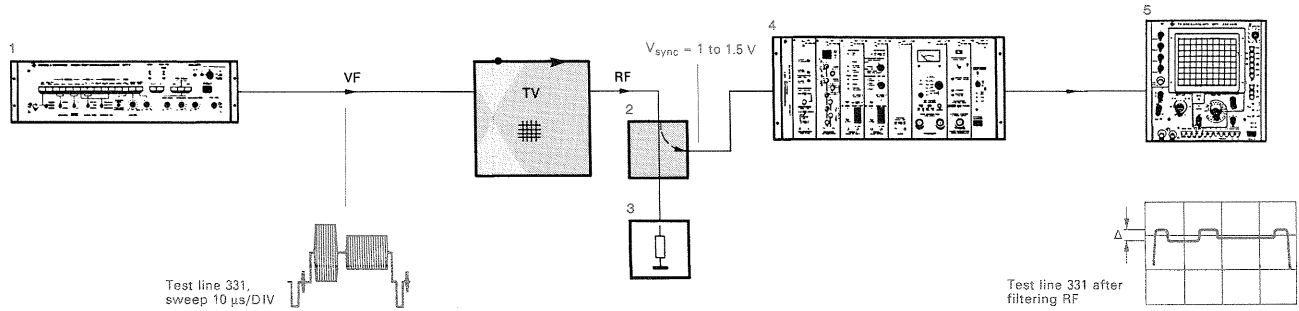 1
VF
TV
RF
2
3
V_sync = 1 to 1.5 V
4
5
Test line 331,
sweep 10 µs/DIV
Δ
Test line 331 after
filtering RF